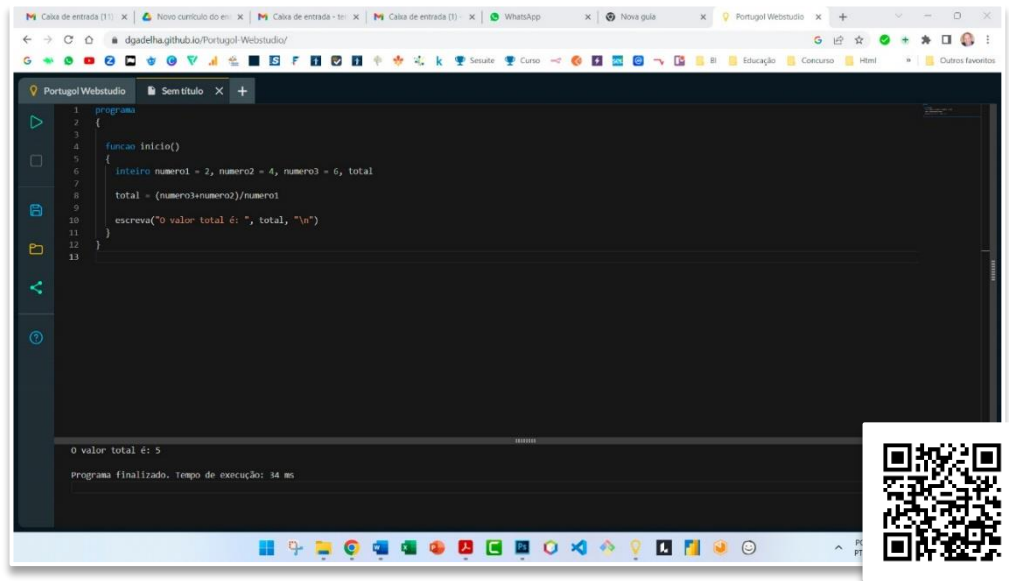 Caixa de entrada (11)
Novo currículo do en
Caixa de entrada - ter
Caixa de entrada (1) -
WhatsApp
Nova guia
Portugol Webstudio
dgadelha.github.io/Portugol-Webstudio/
Sesuite
Curso
BI
Educação
Concurso
Html
Outros favoritos
Portugol Webstudio
Sem título
1 programa
2 {
3
4 funcao inicio()
5 {
6 inteiro numero1 = 2, numero2 = 4, numero3 = 6, total
7
8 total = (numero3+numero2)/numero1
9
10 escreva("O valor total é: ", total, "\n")
11 }
12 }
13
O valor total é: 5
Programa finalizado. Tempo de execução: 34 ms